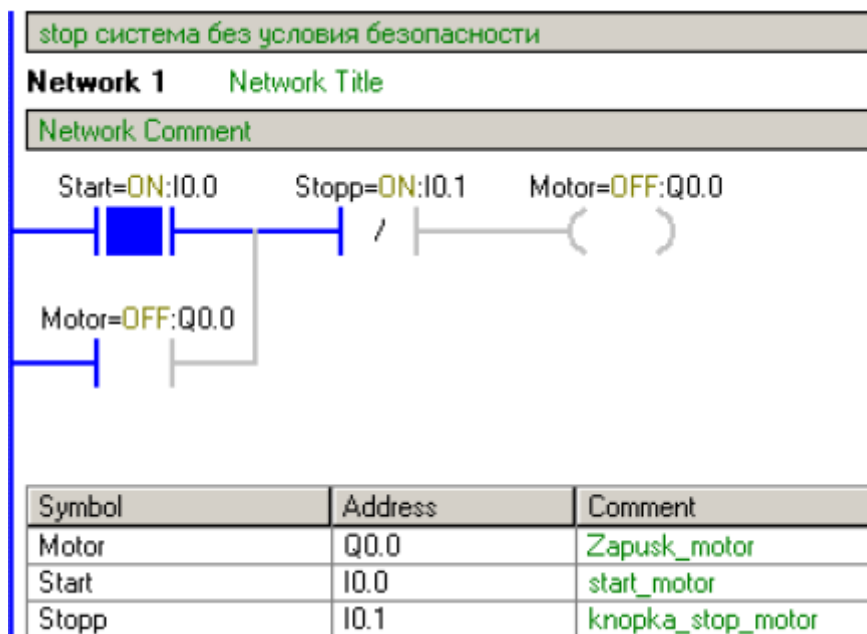 stop система без условия безопасности
Network 1 Network Title
Network Comment
Start=ON:I0.0 Stopp=ON:I0.1 Motor=OFF:Q0.0
/
Motor=OFF:Q0.0
Symbol Address Comment
Motor Q0.0 Zapusk_motor
Start I0.0 start_motor
Stopp I0.1 knopka_stop_motor